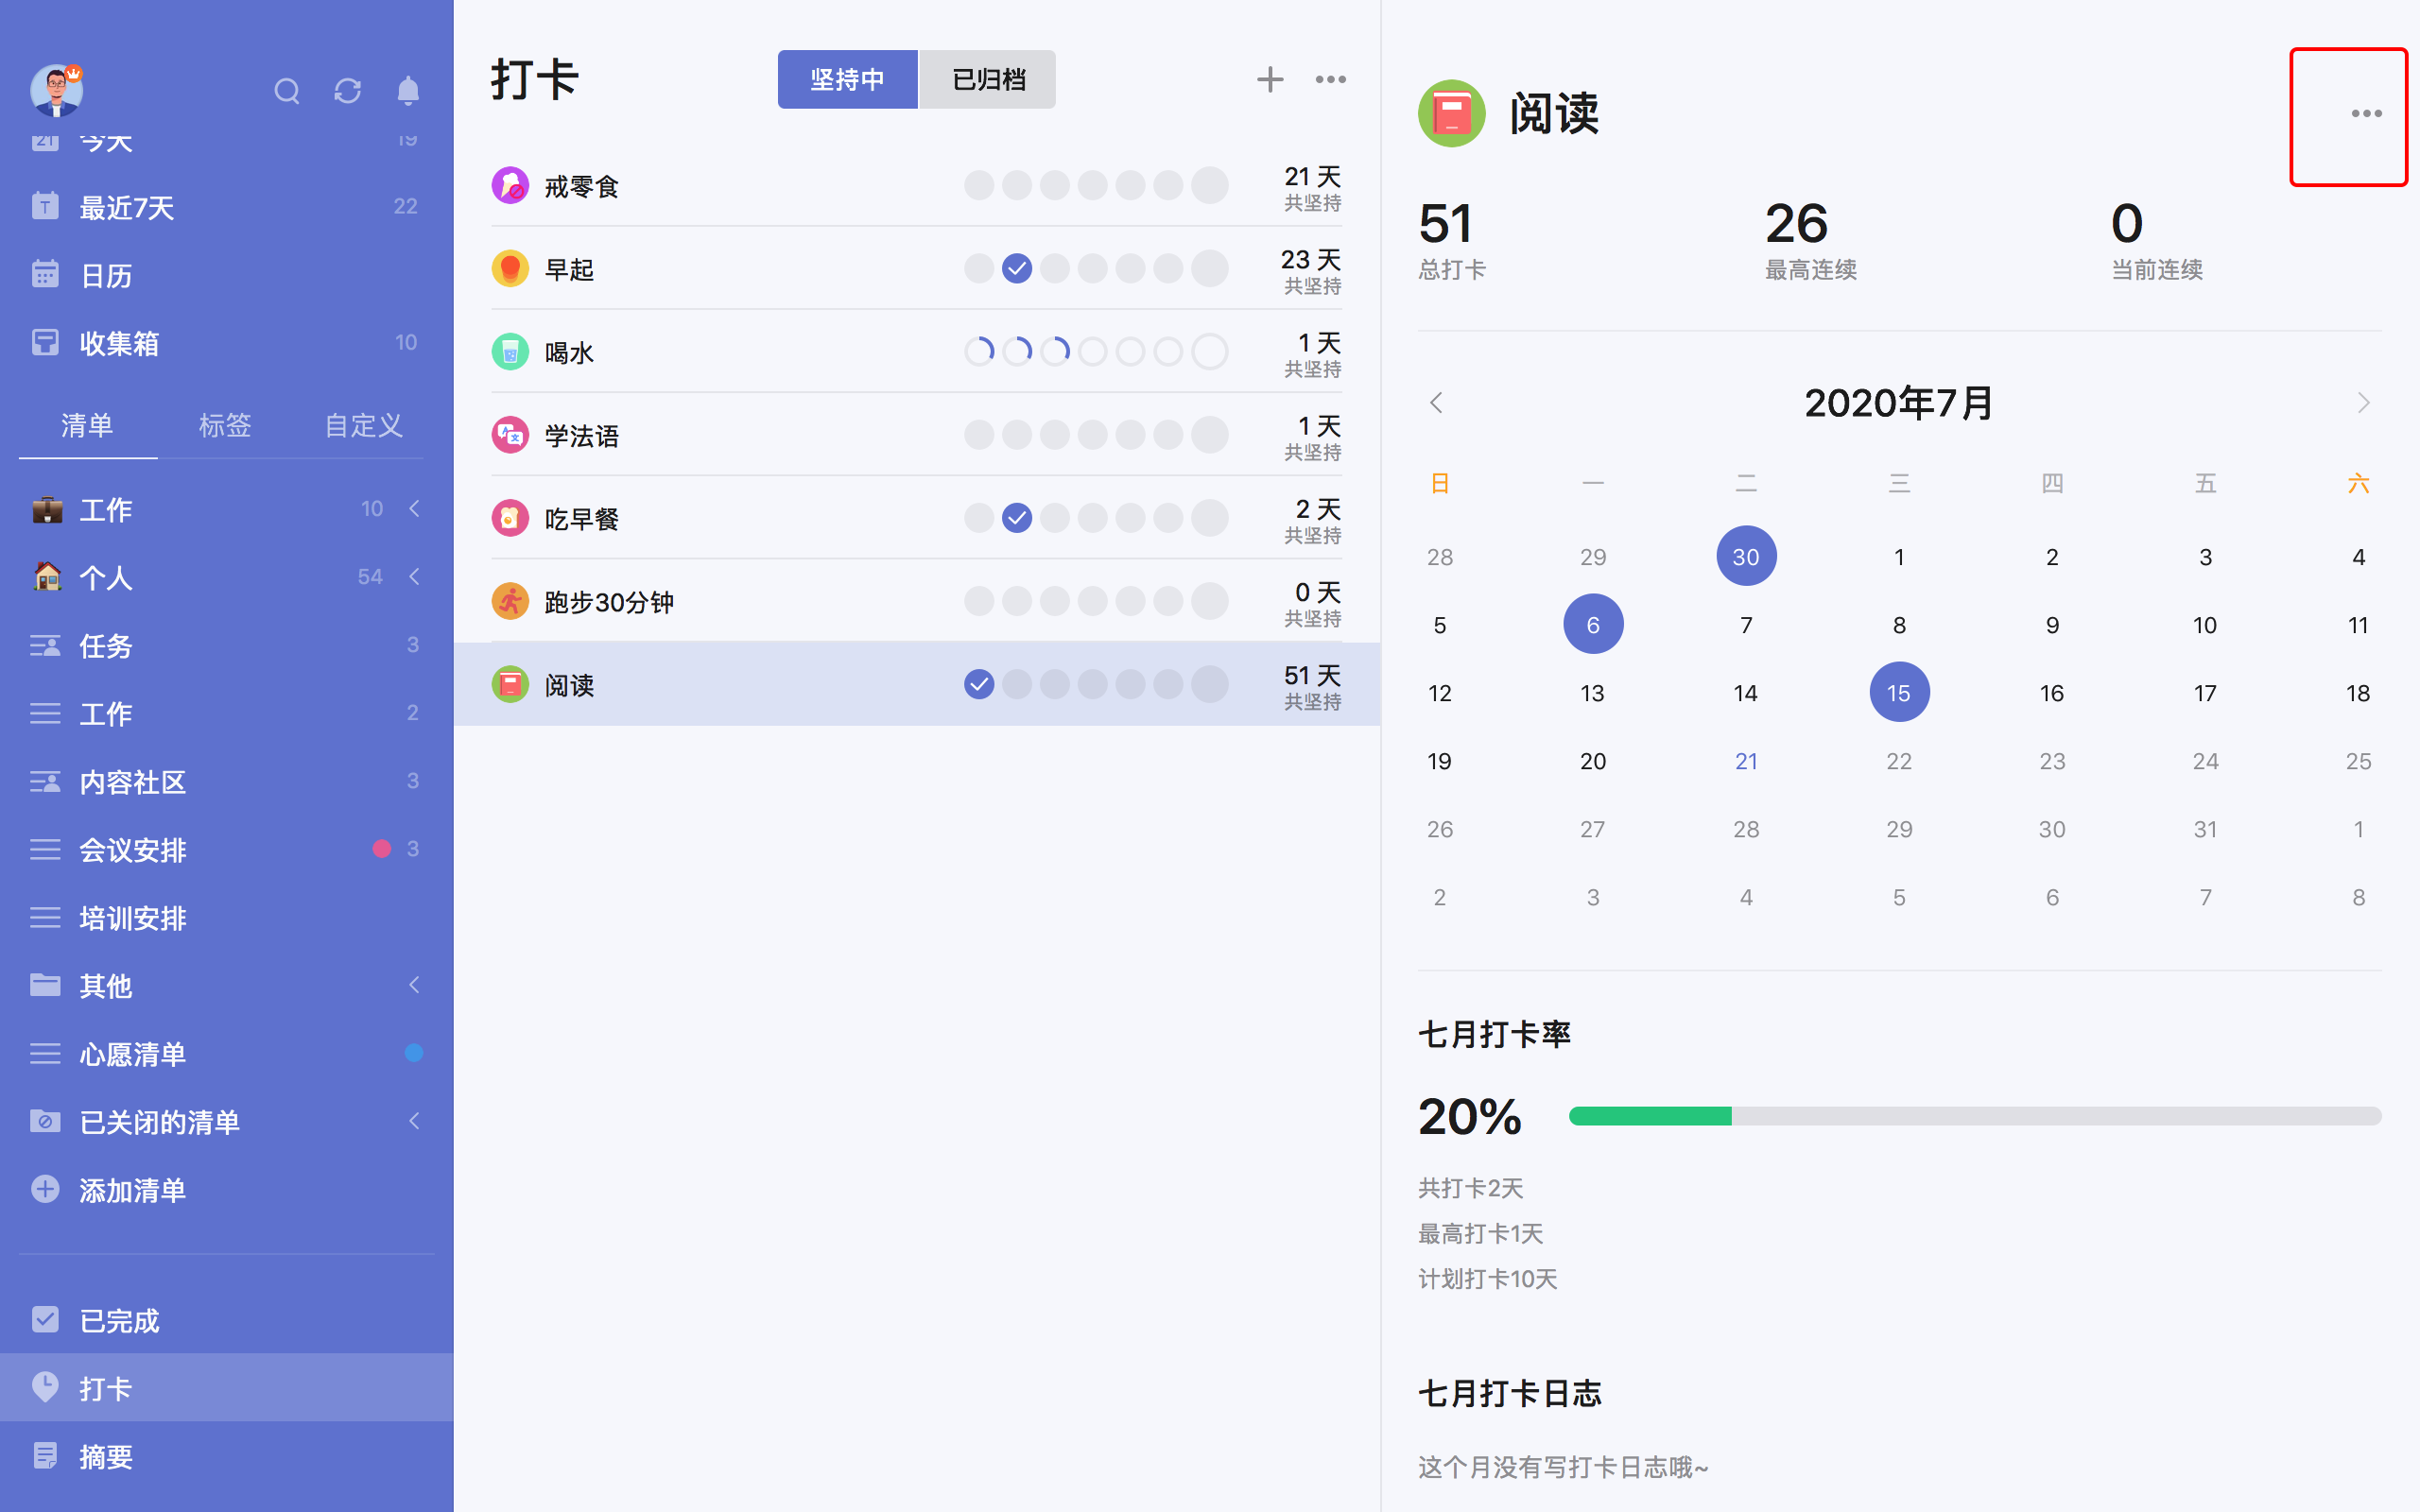 今天 19
最近7天 22
日历
收集箱 10
清单 标签 自定义
工作 10
个人 54
任务 3
工作 2
内容社区 3
会议安排 3
培训安排
其他
心愿清单
已关闭的清单
添加清单
已完成
打卡
摘要
打卡 坚持中 已归档
戒零食 21 天
共坚持
早起 23 天
共坚持
喝水 1 天
共坚持
学法语 1 天
共坚持
吃早餐 2 天
共坚持
跑步30分钟 0 天
共坚持
阅读 51 天
共坚持
阅读
51 26 0
总打卡 最高连续 当前连续
2020年7月
日 一 二 三 四 五 六
28 29 30 1 2 3 4
5 6 7 8 9 10 11
12 13 14 15 16 17 18
19 20 21 22 23 24 25
26 27 28 29 30 31 1
2 3 4 5 6 7 8
七月打卡率
20%
共打卡2天
最高打卡1天
计划打卡10天
七月打卡日志
这个月没有写打卡日志哦~